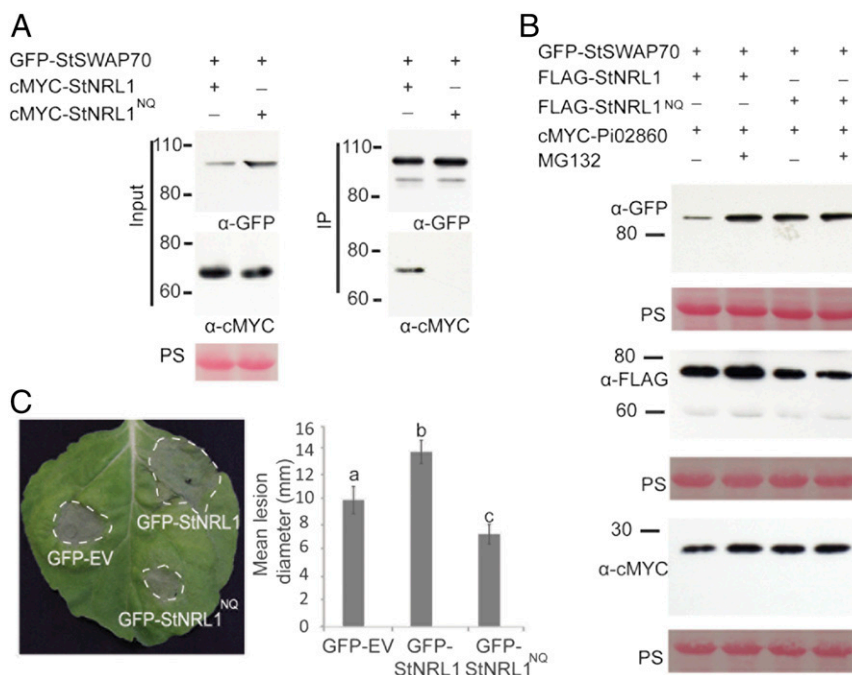 A
GFP-StSWAP70 + + + +
cMYC-StNRL1 + – + –
cMYC-StNRL1NQ – + – +
Input
110
80
α-GFP
80
60
α-cMYC
PS
IP
110
80
α-GFP
80
60
α-cMYC
B
GFP-StSWAP70 + + + +
FLAG-StNRL1 + + – –
FLAG-StNRL1NQ – – + +
cMYC-Pi02860 + + + +
MG132 – + – +
α-GFP
80
PS
80
α-FLAG
60
PS
30
α-cMYC
PS
C
GFP-StNRL1
GFP-EV
GFP-StNRL1NQ
Mean lesion diameter (mm)
16
14
12
10
8
6
4
2
0
a
b
c
GFP-EV
GFP-
StNRL1
GFP-
StNRL1NQ